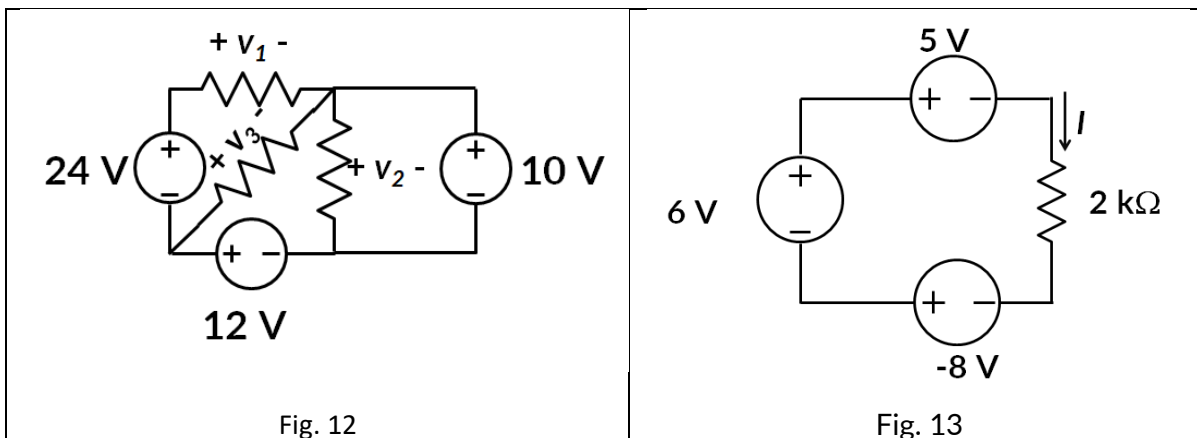 + v1 -
24 V
+
-
+ v3 -
+ v2 -
+
-
10 V
+ -
12 V
Fig. 12
5 V
+ -
I
6 V
+
-
2 kΩ
+ -
-8 V
Fig. 13